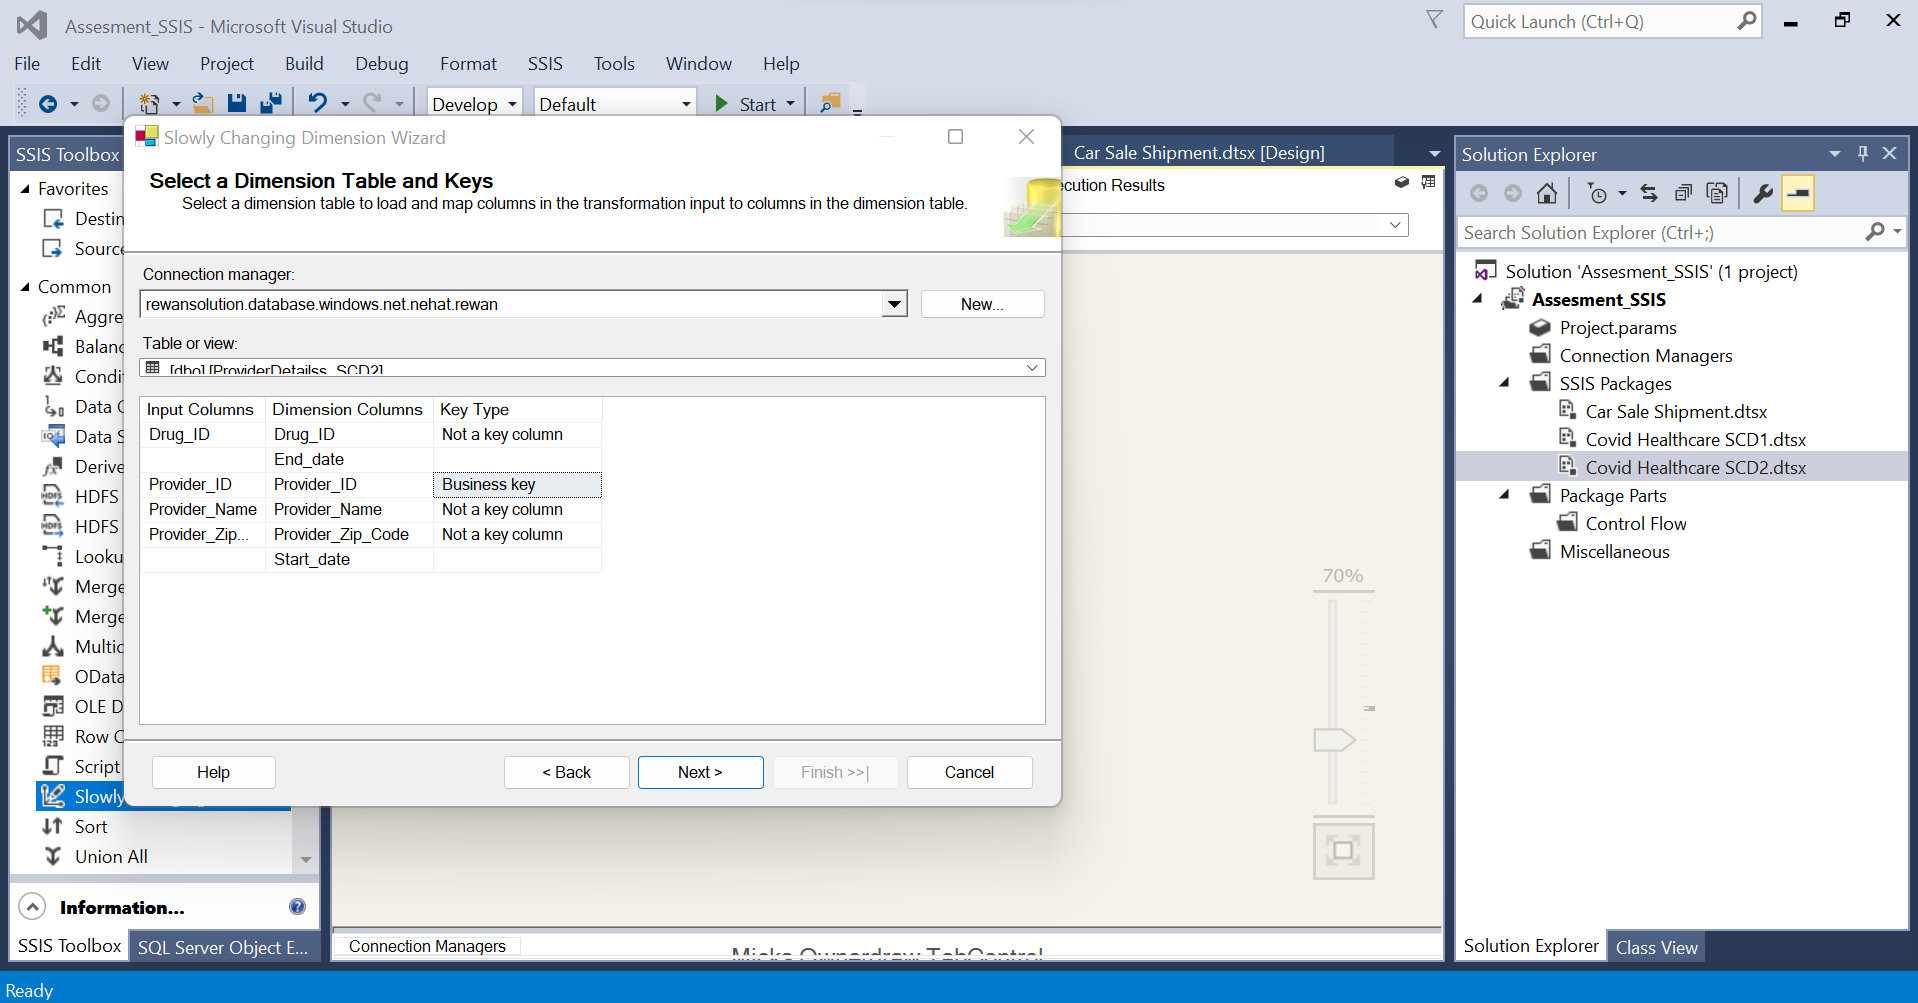 Assesment_SSIS - Microsoft Visual Studio
Quick Launch (Ctrl+Q)
File Edit View Project Build Debug Format SSIS Tools Window Help
Develop Default Start
SSIS Toolbox
Favorites
Destin
Source
Common
Aggre
Balanc
Condi
Data
Data S
Derive
HDFS
HDFS
Looku
Merge
Merge
Multic
OData
OLE D
Row C
Script
Slowly
Sort
Union All
Information...
SSIS Toolbox SQL Server Object E...
Slowly Changing Dimension Wizard
Select a Dimension Table and Keys
Select a dimension table to load and map columns in the transformation input to columns in the dimension table.
Connection manager:
rewansolution.database.windows.net.nehat.rewan New...
Table or view:
[dbo].[ProviderDetailss_SCD2]
Input Columns Dimension Columns Key Type
Drug_ID Drug_ID Not a key column
End_date
Provider_ID Provider_ID Business key
Provider_Name Provider_Name Not a key column
Provider_Zip... Provider_Zip_Code Not a key column
Start_date
Help < Back Next > Finish >>| Cancel
Car Sale Shipment.dtsx [Design]
ecution Results
70%
Connection Managers
Micks Ownerdraw TabControl
Solution Explorer
Search Solution Explorer (Ctrl+;)
Solution 'Assesment_SSIS' (1 project)
Assesment_SSIS
Project.params
Connection Managers
SSIS Packages
Car Sale Shipment.dtsx
Covid Healthcare SCD1.dtsx
Covid Healthcare SCD2.dtsx
Package Parts
Control Flow
Miscellaneous
Solution Explorer Class View
Ready